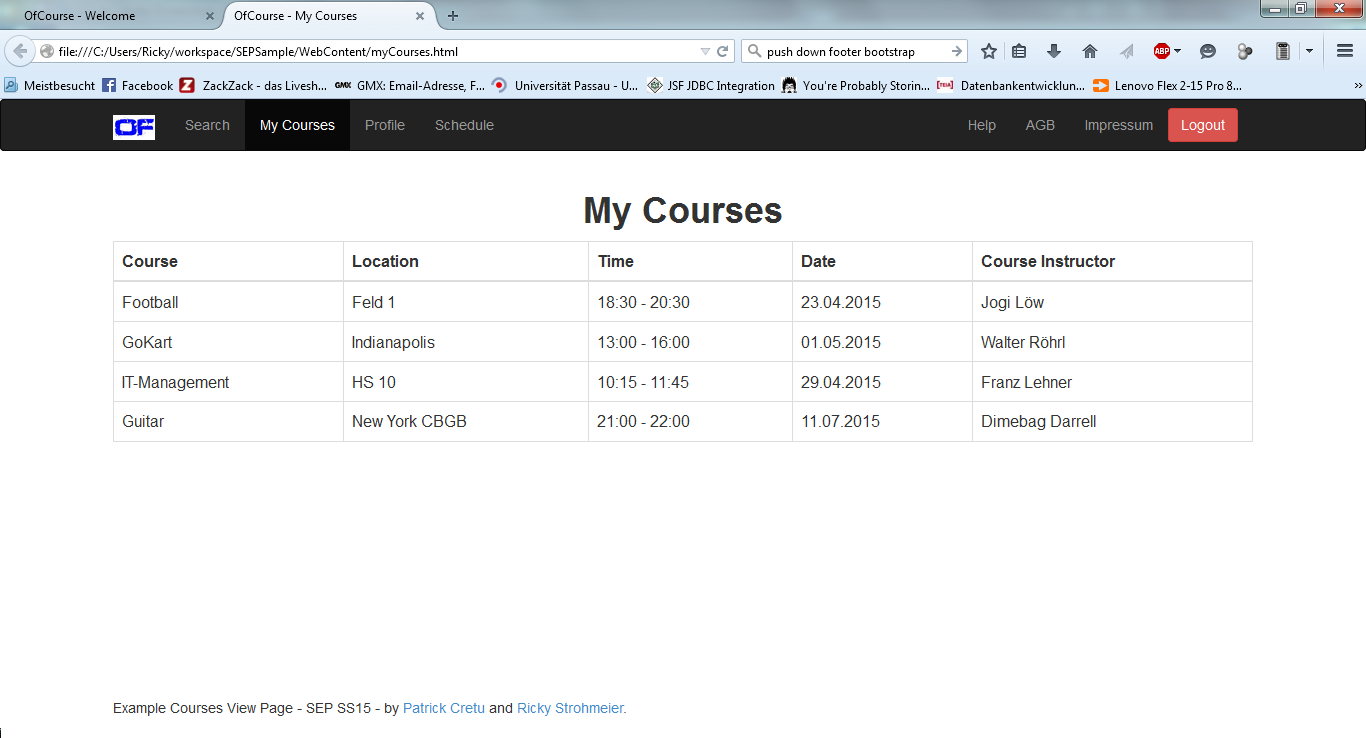 OfCourse - Welcome OfCourse - My Courses
file:///C:/Users/Ricky/workspace/SEPSample/WebContent/myCourses.html push down footer bootstrap ABP
Meistbesucht Facebook Z ZackZack - das Livesh... GMX GMX: Email-Adresse, F... Universität Passau - U... JSF JDBC Integration You're Probably Storin... TEIA Datenbankentwicklun... Lenovo Flex 2-15 Pro 8... »
OF Search My Courses Profile Schedule Help AGB Impressum Logout
My Courses
Course Location Time Date Course Instructor
Football Feld 1 18:30 - 20:30 23.04.2015 Jogi Löw
GoKart Indianapolis 13:00 - 16:00 01.05.2015 Walter Röhrl
IT-Management HS 10 10:15 - 11:45 29.04.2015 Franz Lehner
Guitar New York CBGB 21:00 - 22:00 11.07.2015 Dimebag Darrell
Example Courses View Page - SEP SS15 - by Patrick Cretu and Ricky Strohmeier.